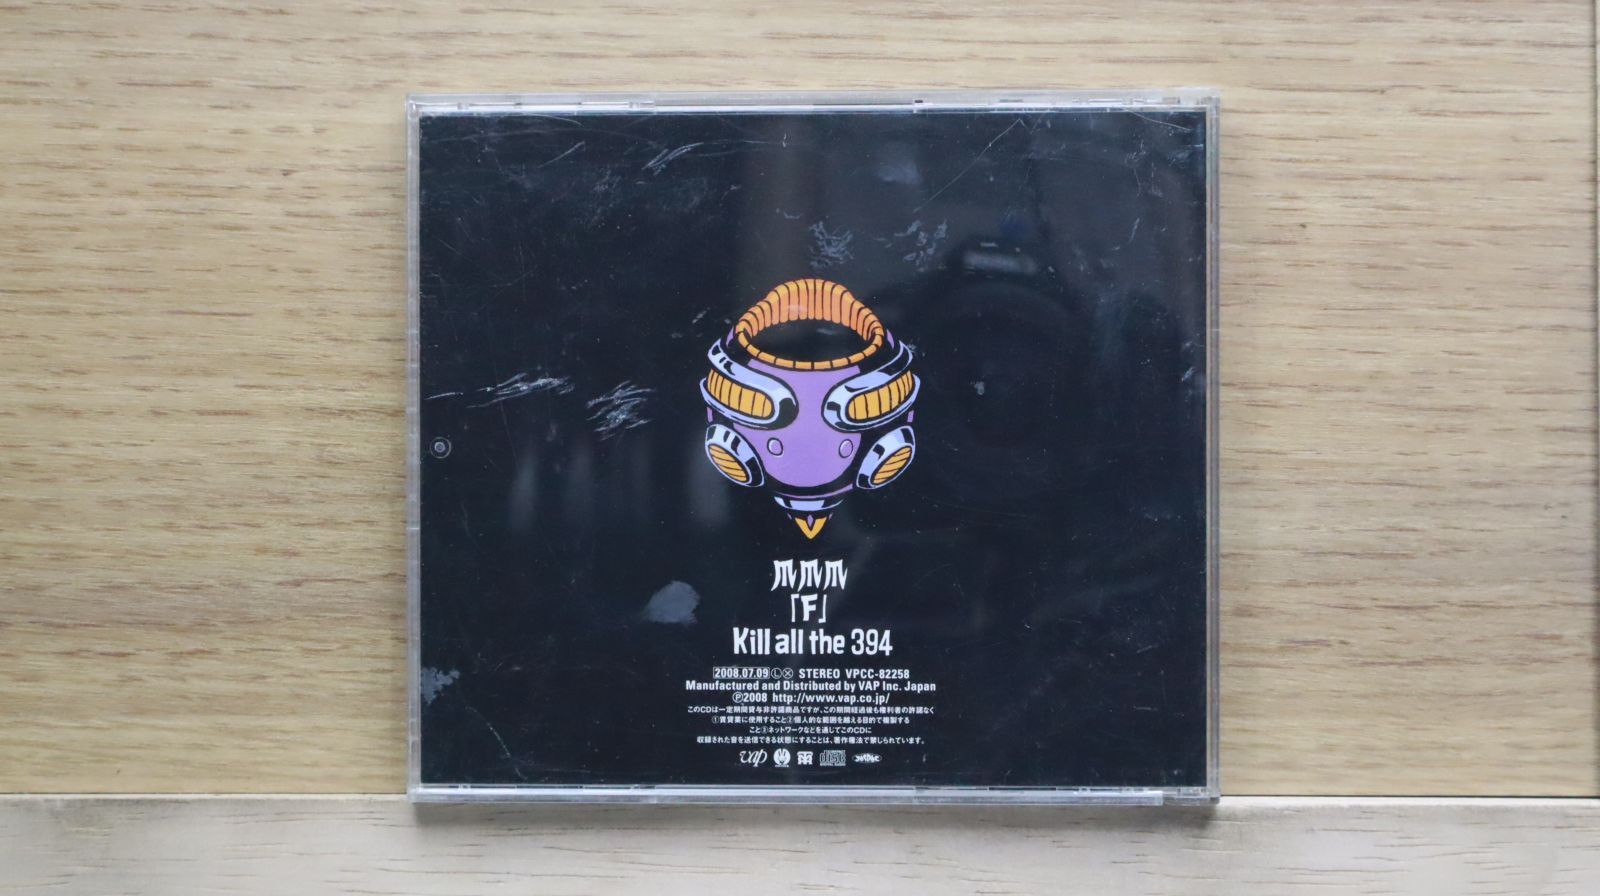 爪爪爪
「F」
Kill all the 394
2008.07.09 Ⓛ Ⓧ STEREO VPCC-82258
Manufactured and Distributed by VAP Inc. Japan
Ⓟ2008 http://www.vap.co.jp/
このCDは一定期間貸与非許諾商品ですが、この期間経過後も権利者の許諾なく
①賃貸業に使用すること②個人的な範囲を越える目的で複製する
こと③ネットワークなどを通じてこのCDに
収録された音を送信できる状態にすることは、著作権法で禁じられています。
vap 雨 COMPACT disc DIGITAL AUDIO